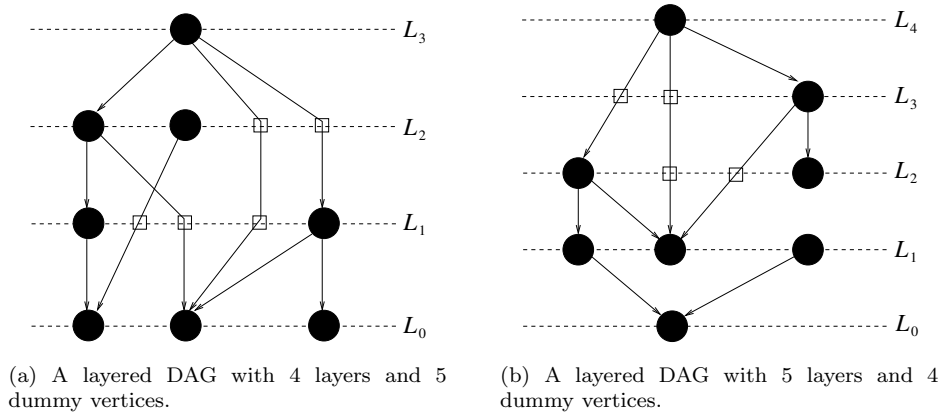 L₃
L₂
L₁
L₀
(a) A layered DAG with 4 layers and 5
dummy vertices.
L₄
L₃
L₂
L₁
L₀
(b) A layered DAG with 5 layers and 4
dummy vertices.